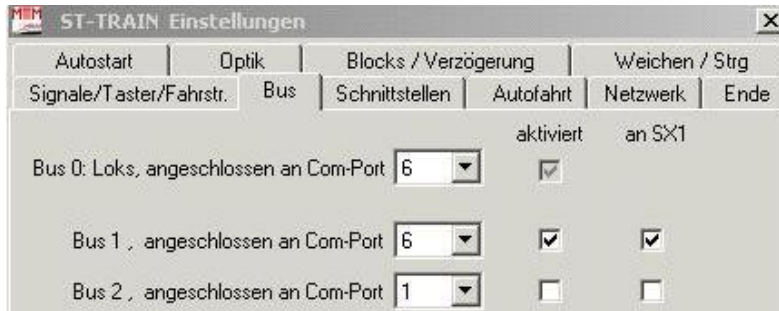 MEM ST-TRAIN Einstellungen
Autostart Optik Blocks / Verzögerung Weichen / Strg
Signale/Taster/Fahrstr. Bus Schnittstellen Autofahrt Netzwerk Ende
aktiviert an SX1
Bus 0: Loks, angeschlossen an Com-Port 6
Bus 1 , angeschlossen an Com-Port 6
Bus 2 , angeschlossen an Com-Port 1